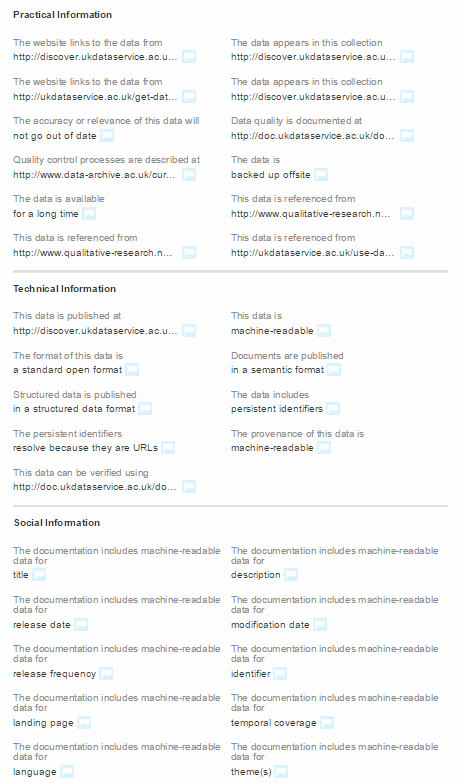 Practical Information
The website links to the data from
http://discover.ukdataservice.ac.u...
The data appears in this collection
http://discover.ukdataservice.ac.u...
The website links to the data from
http://ukdataservice.ac.uk/get-dat...
The data appears in this collection
http://discover.ukdataservice.ac.u...
The accuracy or relevance of this data will
not go out of date
Data quality is documented at
http://doc.ukdataservice.ac.uk/do...
Quality control processes are described at
http://www.data-archive.ac.uk/cur...
The data is
backed up offsite
The data is available
for a long time
This data is referenced from
http://www.qualitative-research.n...
This data is referenced from
http://www.qualitative-research.n...
This data is referenced from
http://ukdataservice.ac.uk/use-da...
Technical Information
This data is published at
http://discover.ukdataservice.ac.u...
This data is
machine-readable
The format of this data is
a standard open format
Documents are published
in a semantic format
Structured data is published
in a structured data format
The data includes
persistent identifiers
The persistent identifiers
resolve because they are URLs
The provenance of this data is
machine-readable
This data can be verified using
http://doc.ukdataservice.ac.uk/do...
Social Information
The documentation includes machine-readable
data for
title
The documentation includes machine-readable
data for
description
The documentation includes machine-readable
data for
release date
The documentation includes machine-readable
data for
modification date
The documentation includes machine-readable
data for
release frequency
The documentation includes machine-readable
data for
identifier
The documentation includes machine-readable
data for
landing page
The documentation includes machine-readable
data for
temporal coverage
The documentation includes machine-readable
data for
language
The documentation includes machine-readable
data for
theme(s)